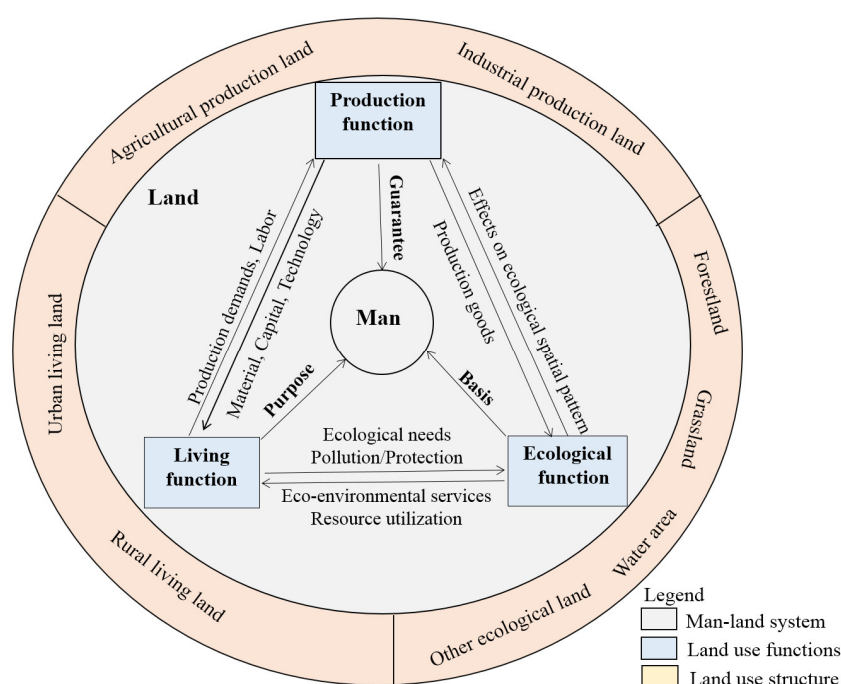 Agricultural production land
Industrial production land
Production
function
Land
Guarantee
Production demands, Labor
Material, Capital, Technology
Production goods
Effects on ecological spatial pattern
Man
Urban living land
Forestland
Grassland
Purpose
Basis
Living
function
Ecological needs
Pollution/Protection
Eco-environmental services
Resource utilization
Ecological
function
Rural living land
Water area
Other ecological land
Legend
Man-land system
Land use functions
Land use structure